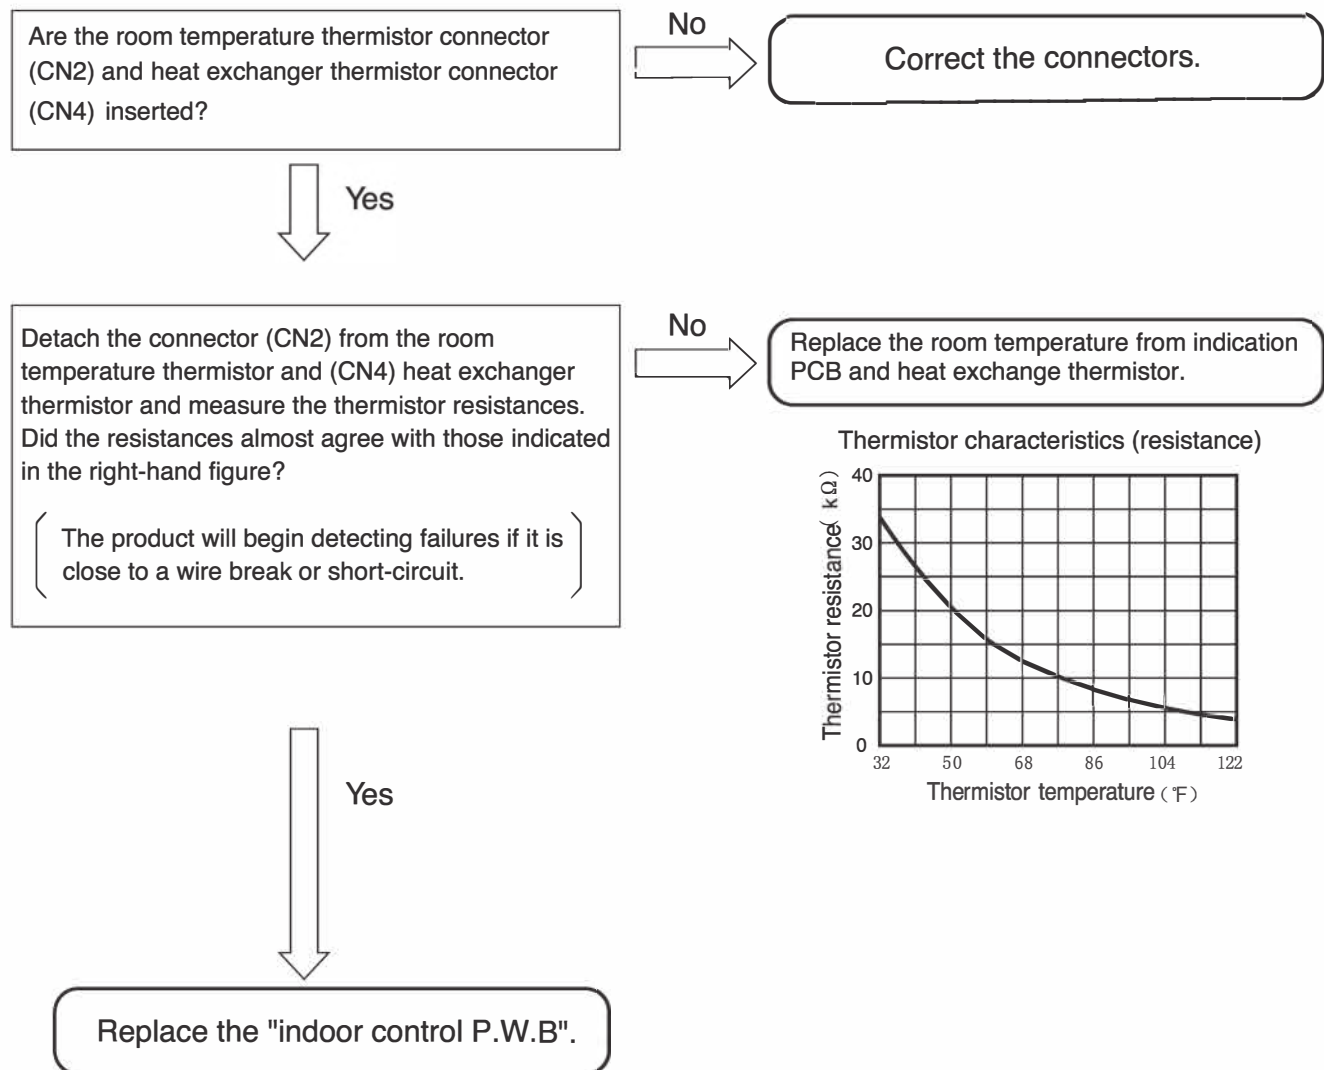 Are the room temperature thermistor connector
(CN2) and heat exchanger thermistor connector
(CN4) inserted?
No
Correct the connectors.
Yes
Detach the connector (CN2) from the room
temperature thermistor and (CN4) heat exchanger
thermistor and measure the thermistor resistances.
Did the resistances almost agree with those indicated
in the right-hand figure?
The product will begin detecting failures if it is
close to a wire break or short-circuit.
No
Replace the room temperature from indication
PCB and heat exchange thermistor.
Thermistor characteristics (resistance)
Thermistor resistance( kΩ)
40
30
20
10
0
32 50 68 86 104 122
Thermistor temperature (℉)
Yes
Replace the "indoor control P.W.B".